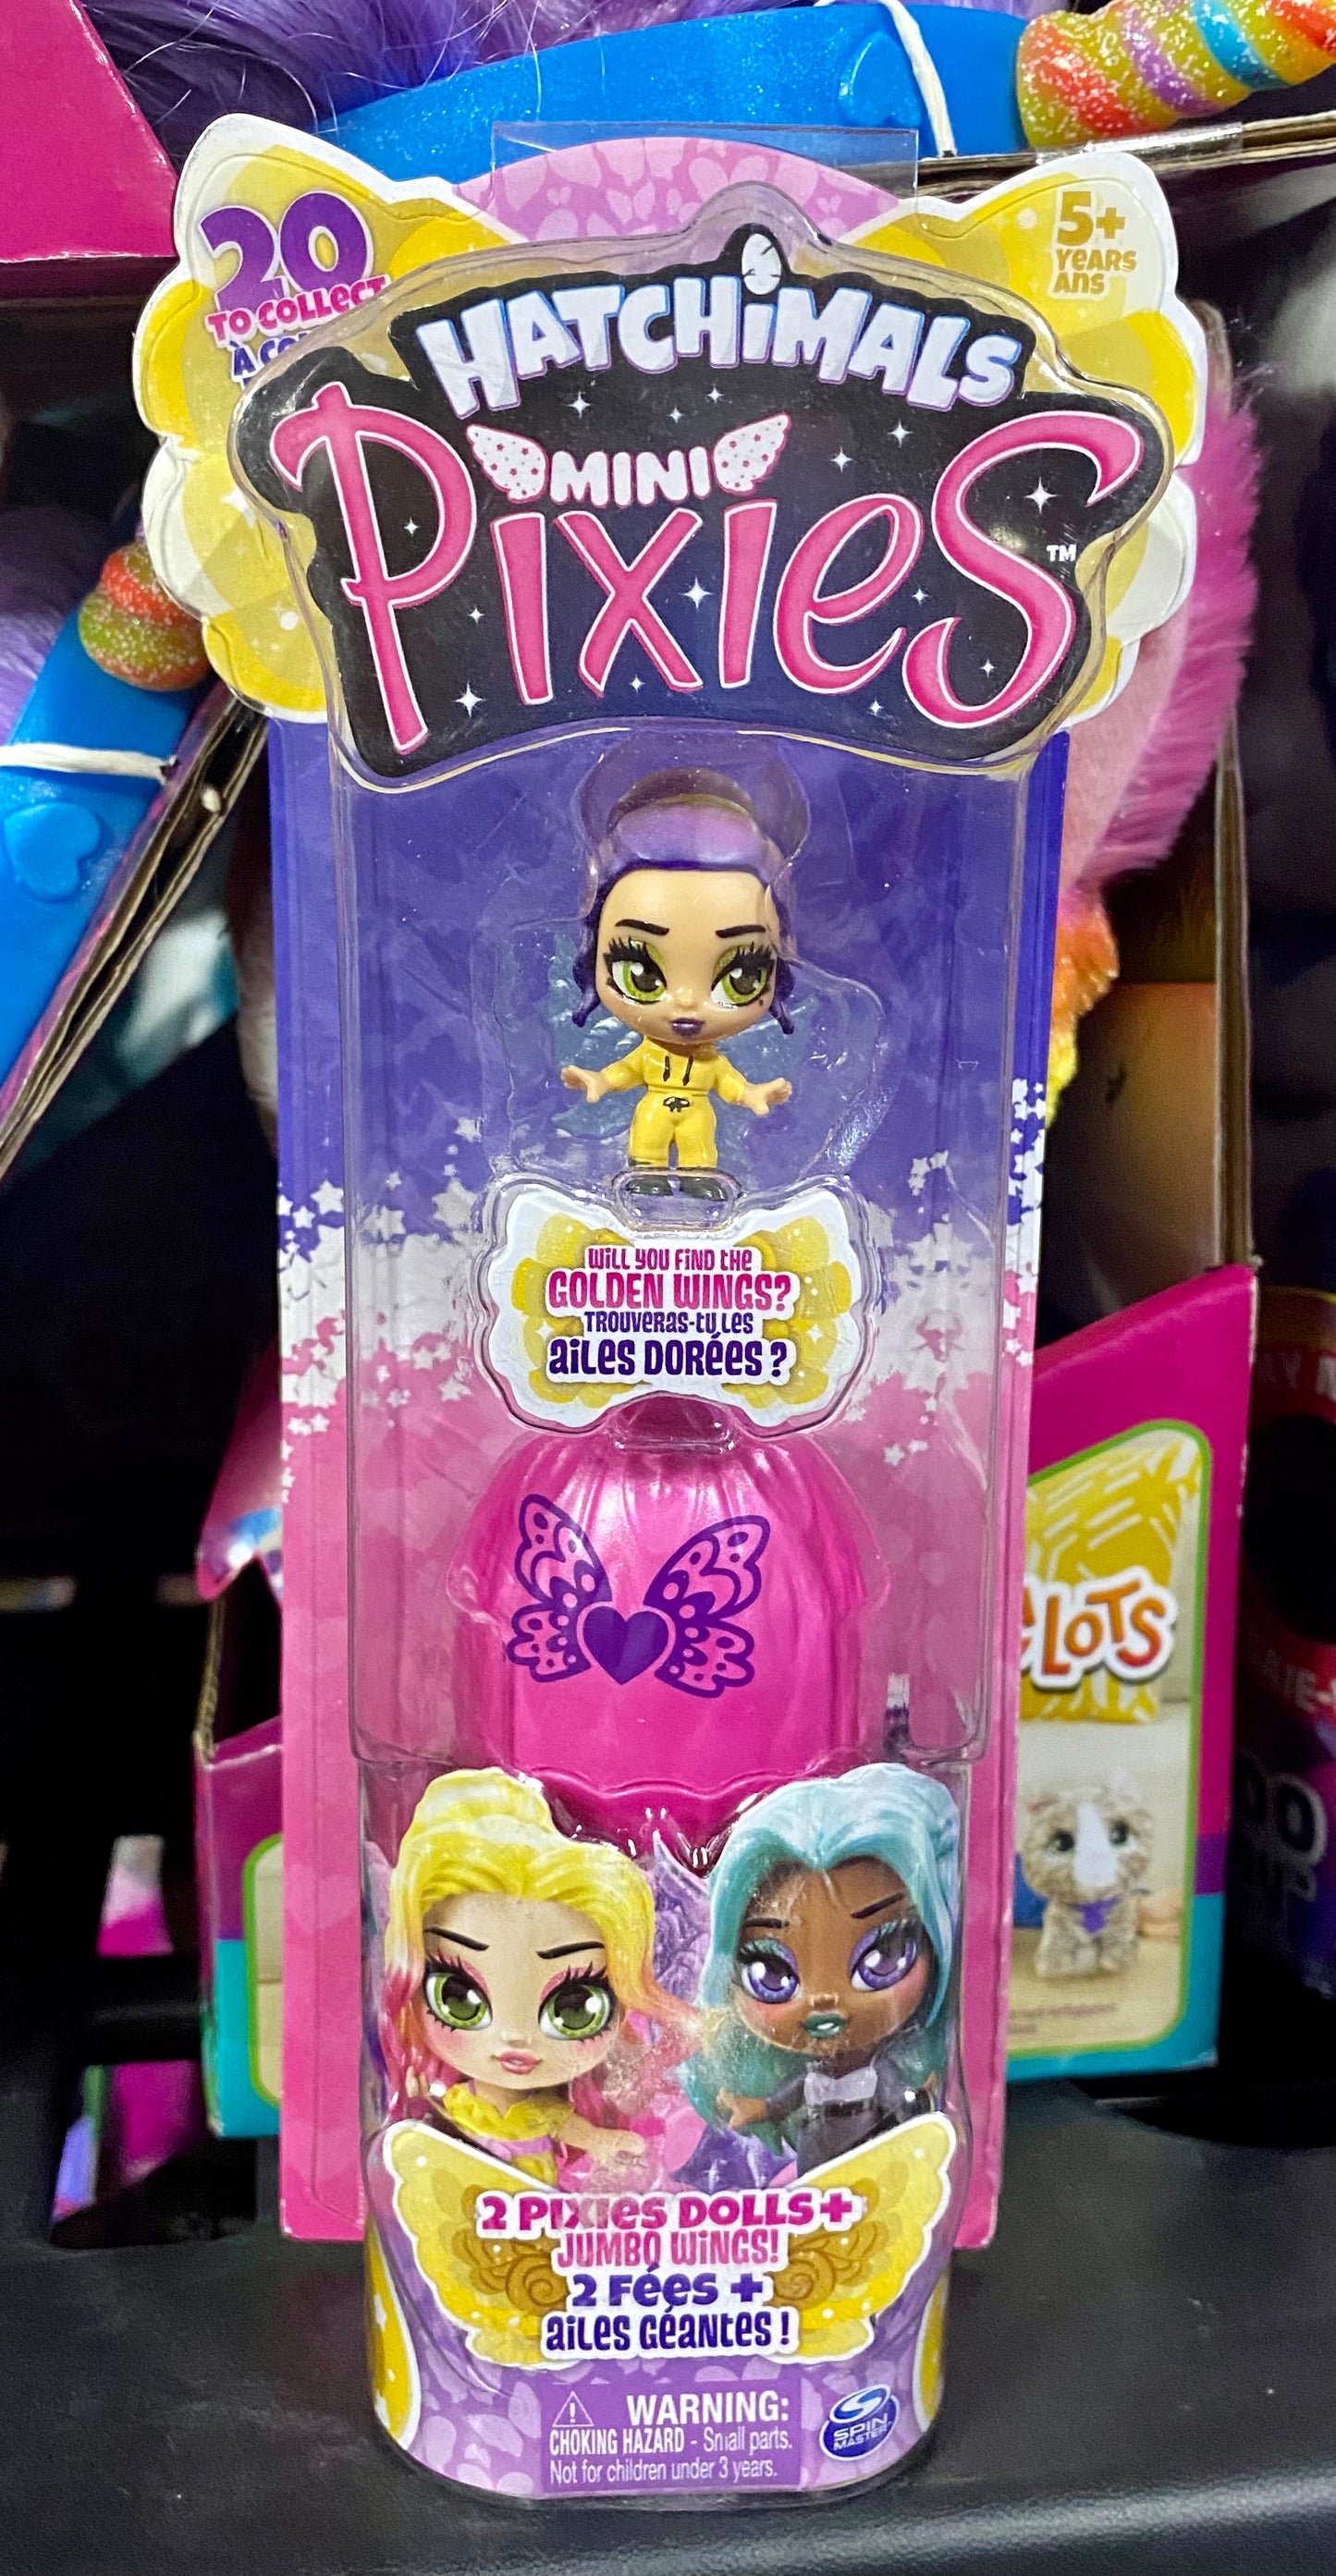 20
TO COLLECT
À
5+
YEARS
ANS
HATCHiMALS
MINI
PIXIES
TM
WILL YOU FIND THE
GOLDEN WINGS?
TROUVERAS-TU LES
AILES DORÉES ?
LOTS
2 PIXIES DOLLS+
JUMBO WINGS!
2 FÉES +
AILES GÉANTES !
WARNING:
CHOKING HAZARD - Small parts.
Not for children under 3 years.
SPIN
MASTER